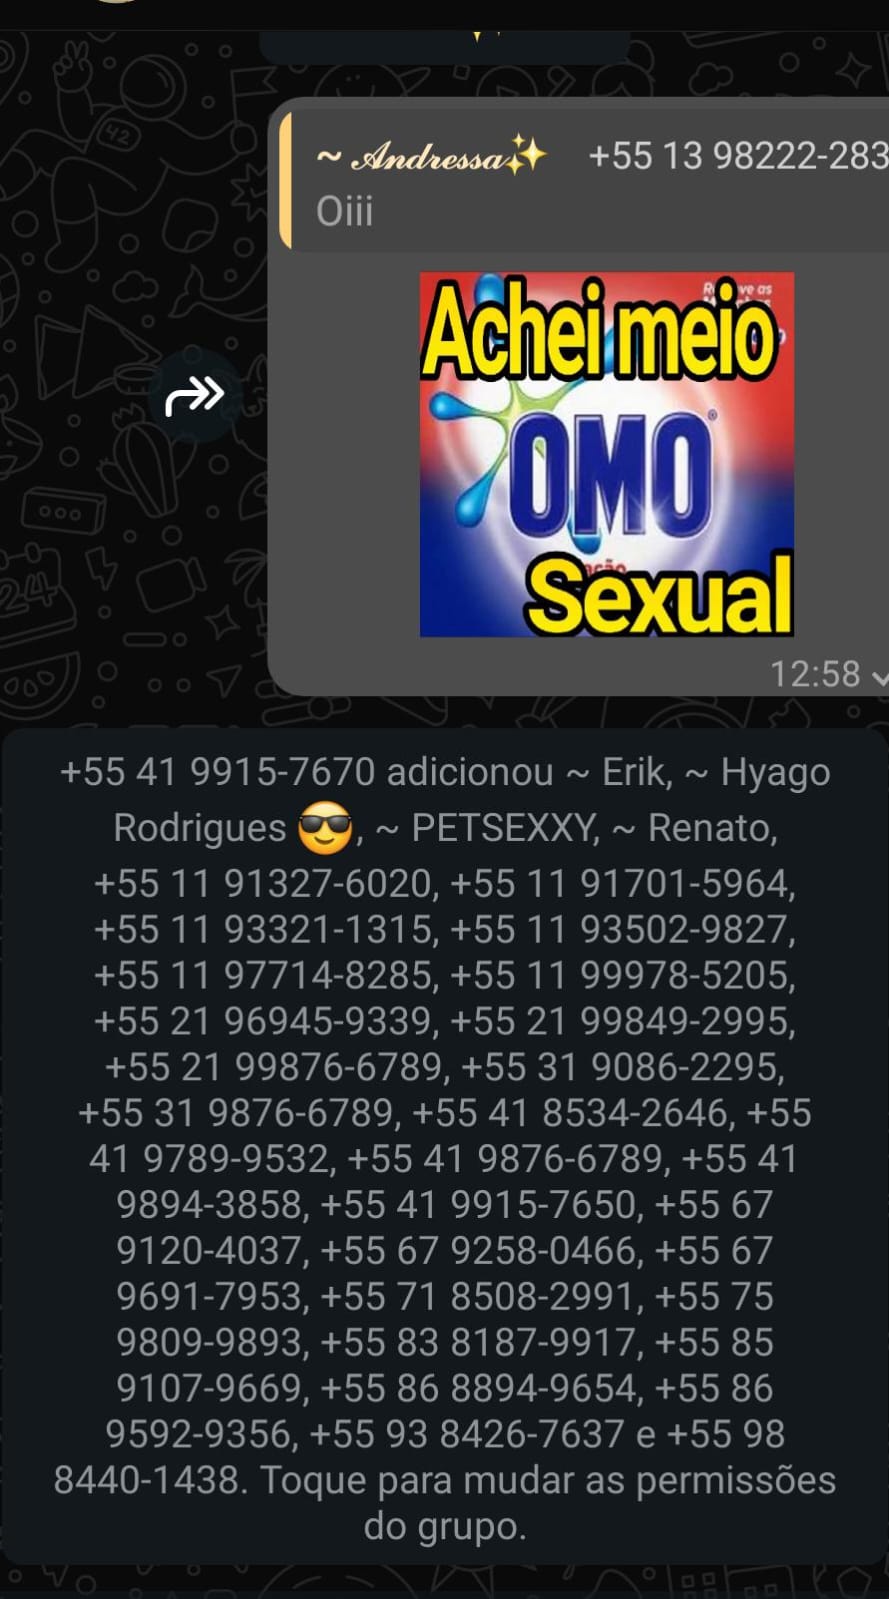 ~ 𝒜𝓃𝒹𝓇ℯ𝓈𝓈𝒶✨ +55 13 98222-283
Oiii
Achei meio
OMO
Sexual
12:58
+55 41 9915-7670 adicionou ~ Erik, ~ Hyago
Rodrigues 😎, ~ PETSEXXY, ~ Renato,
+55 11 91327-6020, +55 11 91701-5964,
+55 11 93321-1315, +55 11 93502-9827,
+55 11 97714-8285, +55 11 99978-5205,
+55 21 96945-9339, +55 21 99849-2995,
+55 21 99876-6789, +55 31 9086-2295,
+55 31 9876-6789, +55 41 8534-2646, +55
41 9789-9532, +55 41 9876-6789, +55 41
9894-3858, +55 41 9915-7650, +55 67
9120-4037, +55 67 9258-0466, +55 67
9691-7953, +55 71 8508-2991, +55 75
9809-9893, +55 83 8187-9917, +55 85
9107-9669, +55 86 8894-9654, +55 86
9592-9356, +55 93 8426-7637 e +55 98
8440-1438. Toque para mudar as permissões
do grupo.